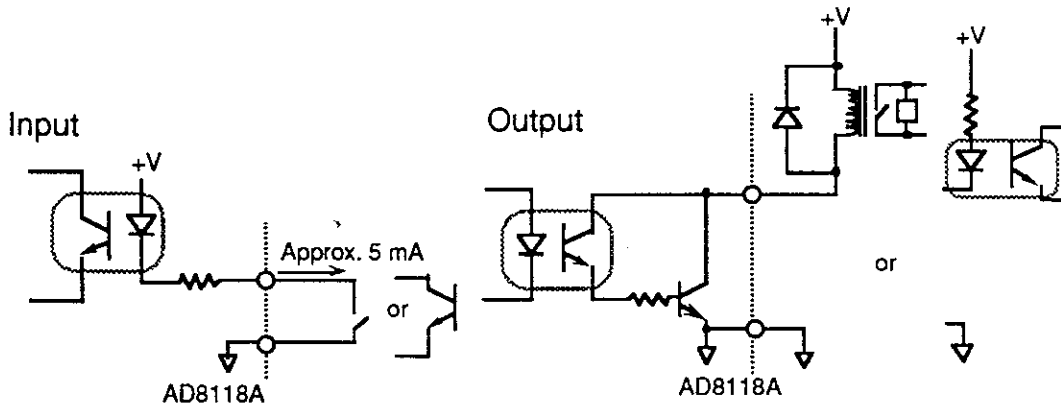 Input
+V
Approx. 5 mA
or
AD8118A
Output
+V
+V
or
AD8118A